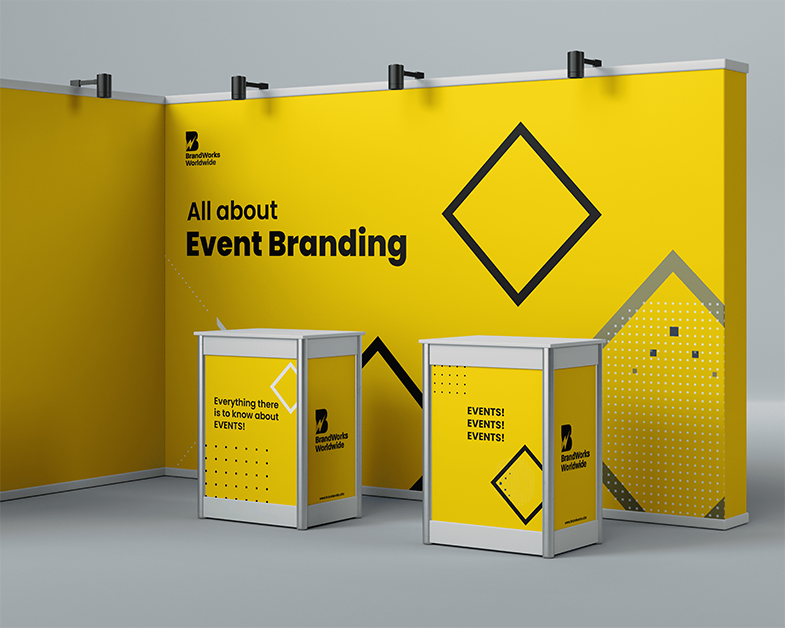 BrandWorks
Worldwide
All about
Event Branding
Everything there
is to know about
EVENTS!
BrandWorks
Worldwide
EVENTS!
EVENTS!
EVENTS!
BrandWorks
Worldwide